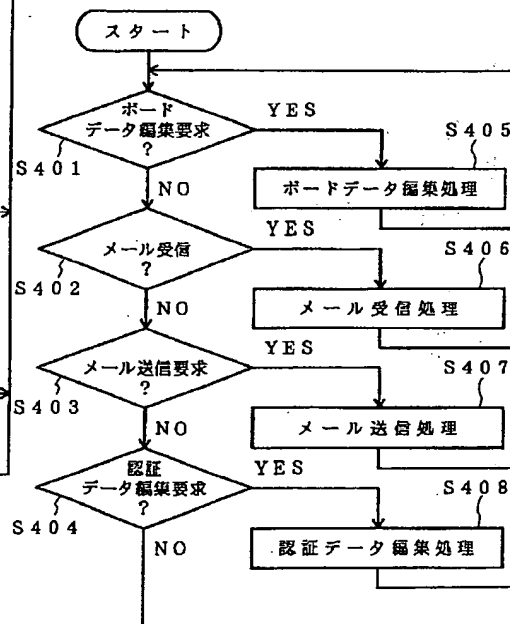 スタート
ボード
データ編集要求
?
YES
S401
NO
S405
ボードデータ編集処理
メール受信
?
YES
S402
NO
S406
メール受信処理
メール送信要求
?
YES
S403
NO
S407
メール送信処理
認証
データ編集要求
?
YES
S404
NO
S408
認証データ編集処理